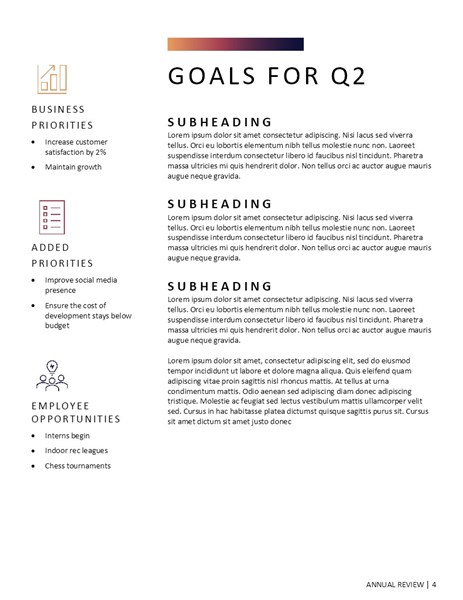 GOALS FOR Q2
BUSINESS
PRIORITIES
• Increase customer
satisfaction by 2%
• Maintain growth
ADDED
PRIORITIES
• Improve social media
presence
• Ensure the cost of
development stays below
budget
EMPLOYEE
OPPORTUNITIES
• Interns begin
• Indoor rec leagues
• Chess tournaments
SUBHEADING
Lorem ipsum dolor sit amet consectetur adipiscing. Nisi lacus sed viverra
tellus. Orci eu lobortis elementum nibh tellus molestie nunc non. Laoreet
suspendisse interdum consectetur libero id faucibus nisl tincidunt. Pharetra
massa ultricies mi quis hendrerit dolor. Non tellus orci ac auctor augue mauris
augue neque gravida.
SUBHEADING
Lorem ipsum dolor sit amet consectetur adipiscing. Nisi lacus sed viverra
tellus. Orci eu lobortis elementum nibh tellus molestie nunc non. Laoreet
suspendisse interdum consectetur libero id faucibus nisl tincidunt. Pharetra
massa ultricies mi quis hendrerit dolor. Non tellus orci ac auctor augue mauris
augue neque gravida.
SUBHEADING
Lorem ipsum dolor sit amet consectetur adipiscing. Nisi lacus sed viverra
tellus. Orci eu lobortis elementum nibh tellus molestie nunc non. Laoreet
suspendisse interdum consectetur libero id faucibus nisl tincidunt. Pharetra
massa ultricies mi quis hendrerit dolor. Non tellus orci ac auctor augue mauris
augue neque gravida.
Lorem ipsum dolor sit amet, consectetur adipiscing elit, sed do eiusmod
tempor incididunt ut labore et dolore magna aliqua. Quis eleifend quam
adipiscing vitae proin sagittis nisl rhoncus mattis. At tellus at urna
condimentum mattis. Odio aenean sed adipiscing diam donec adipiscing
tristique. Molestie ac feugiat sed lectus vestibulum mattis ullamcorper velit
sed. Cursus in hac habitasse platea dictumst quisque sagittis purus sit. Cursus
sit amet dictum sit amet justo donec
ANNUAL REVIEW | 4